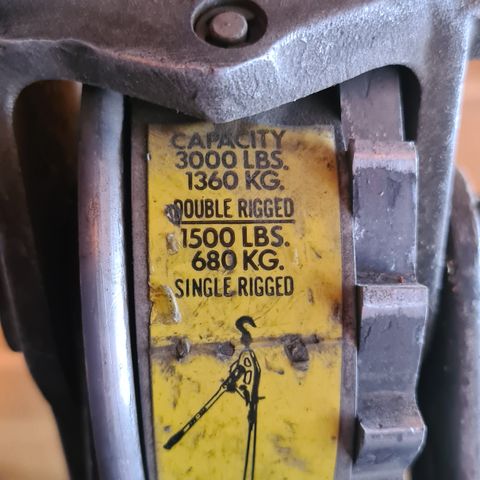 CAPACITY
3000 LBS.
1360 KG.
DOUBLE RIGGED
1500 LBS.
680 KG.
SINGLE RIGGED